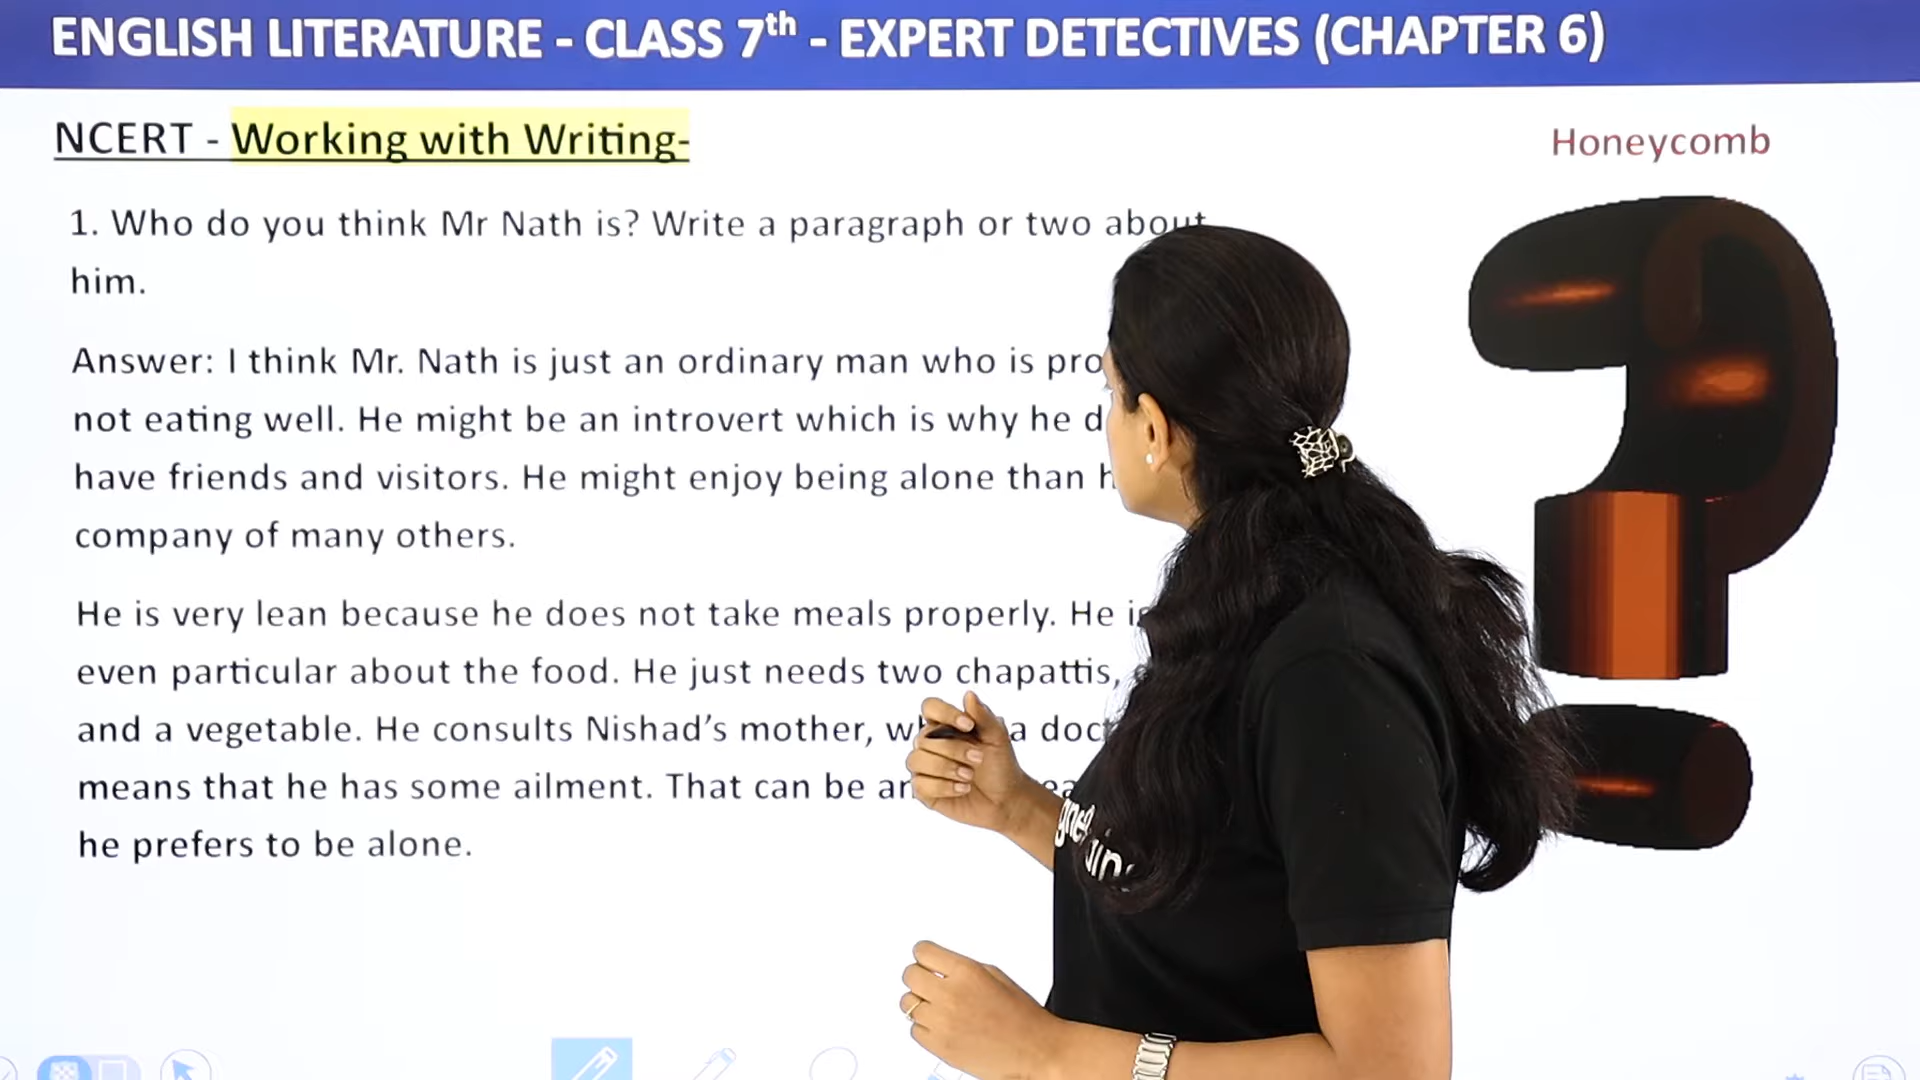 ENGLISH LITERATURE - CLASS 7th - EXPERT DETECTIVES (CHAPTER 6)
NCERT - Working with Writing-
Honeycomb
1. Who do you think Mr Nath is? Write a paragraph or two about
him.
Answer: I think Mr. Nath is just an ordinary man who is
not eating well. He might be an introvert which is why he
have friends and visitors. He might enjoy being alone than
company of many others.
He is very lean because he does not take meals properly. He
even particular about the food. He just needs two chapattis,
and a vegetable. He consults Nishad's mother, a
means that he has some ailment. That can be
he prefers to be alone.